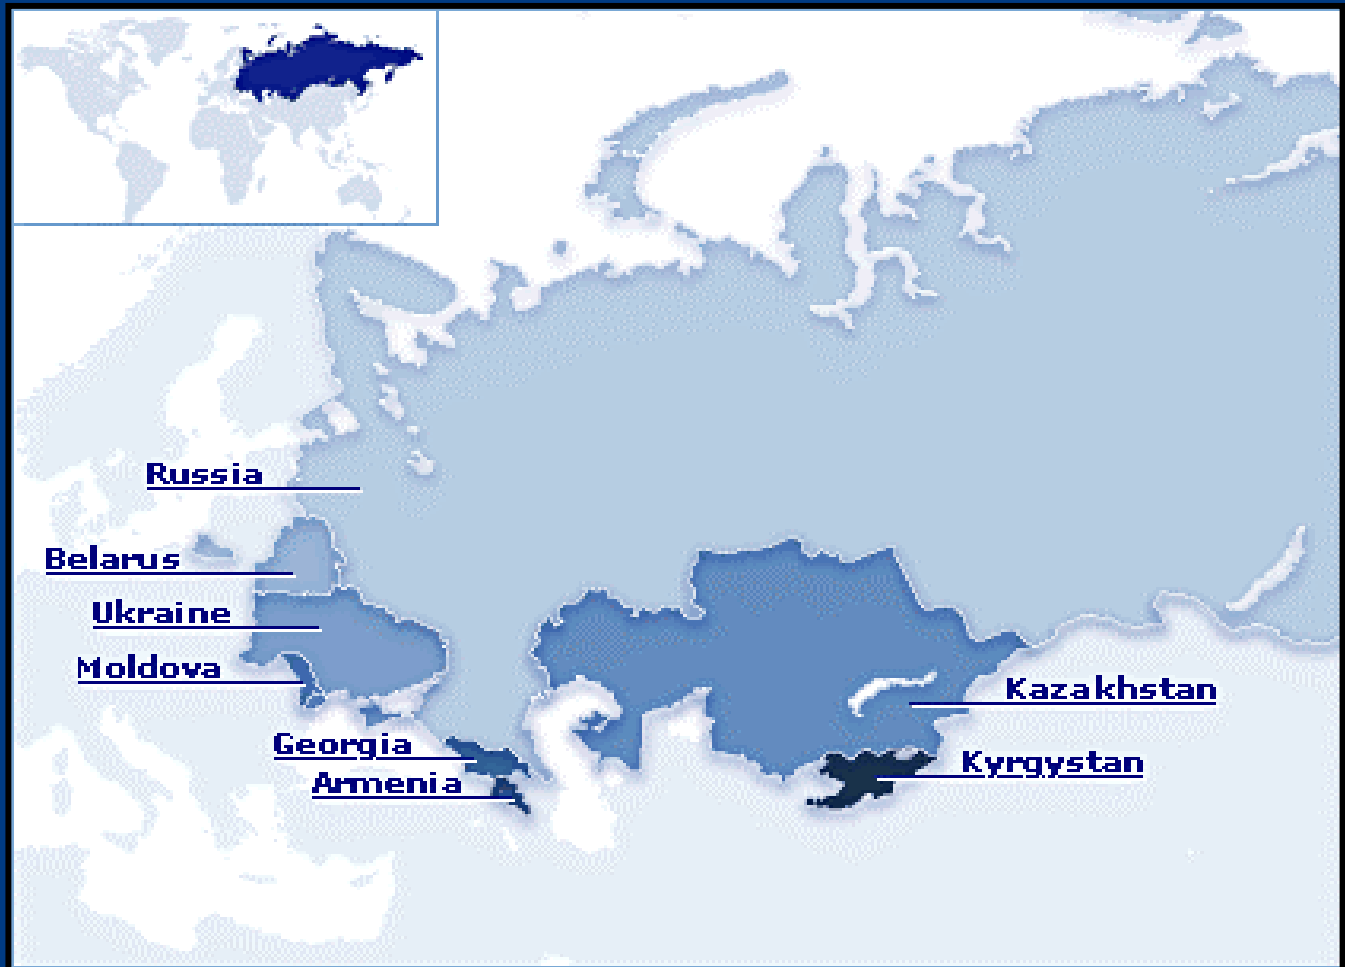 Russia
Belarus
Ukraine
Moldova
Kazakhstan
Georgia
Kyrgystan
Armenia